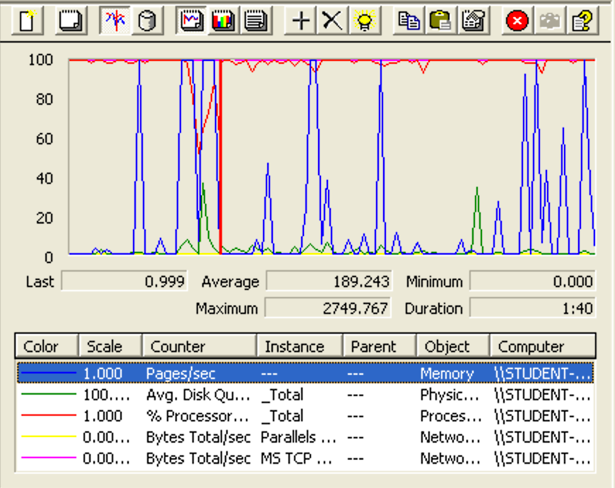 100
80
60
40
20
0
Last 0.999 Average 189.243 Minimum 0.000
Maximum 2749.767 Duration 1:40
Color Scale Counter Instance Parent Object Computer
1.000 Pages/sec --- --- Memory \\STUDENT-...
100.... Avg. Disk Qu... _Total --- Physic... \\STUDENT-...
1.000 % Processor... _Total --- Proces... \\STUDENT-...
0.00... Bytes Total/sec Parallels ... --- Netwo... \\STUDENT-...
0.00... Bytes Total/sec MS TCP ... --- Netwo... \\STUDENT-...